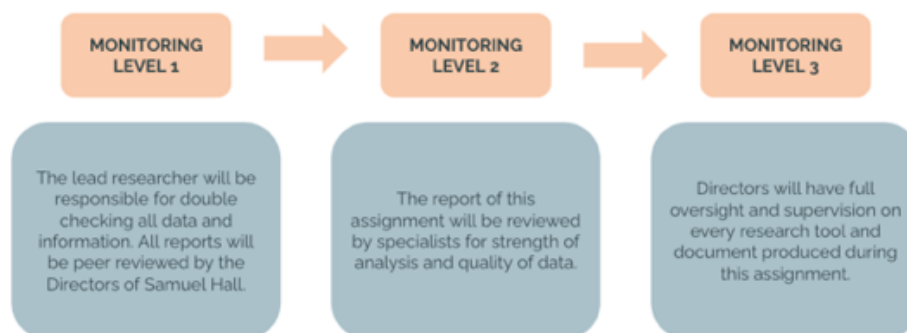 MONITORING
LEVEL 1
MONITORING
LEVEL 2
MONITORING
LEVEL 3
The lead researcher will be
responsible for double
checking all data and
information. All reports will
be peer reviewed by the
Directors of Samuel Hall.
The report of this
assignment will be reviewed
by specialists for strength of
analysis and quality of data.
Directors will have full
oversight and supervision on
every research tool and
document produced during
this assignment.